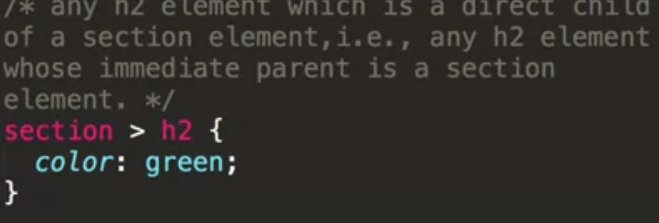 /* any h2 element which is a direct child
of a section element,i.e., any h2 element
whose immediate parent is a section
element. */
section > h2 {
  color: green;
}